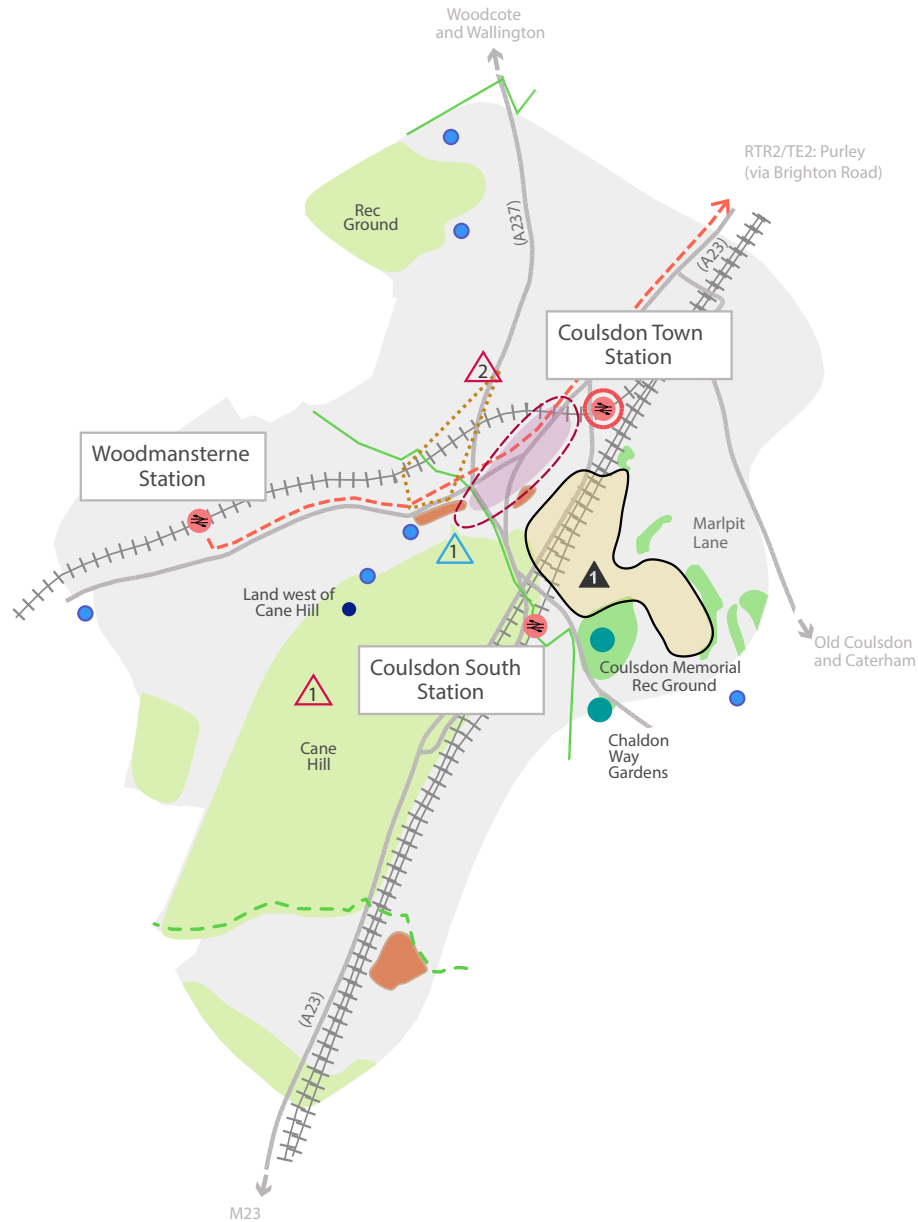 Woodcote
and Wallington
RTR2/TE2: Purley
(via Brighton Road)
Rec
Ground
(A237)
(A23)
Coulsdon Town
Station
2
Woodmansterne
Station
Marlpit
Lane
1
1
Land west of
Cane Hill
Old Coulsdon
and Caterham
Coulsdon South
Station
Coulsdon Memorial
Rec Ground
1
Cane
Hill
Chaldon
Way
Gardens
(A23)
M23